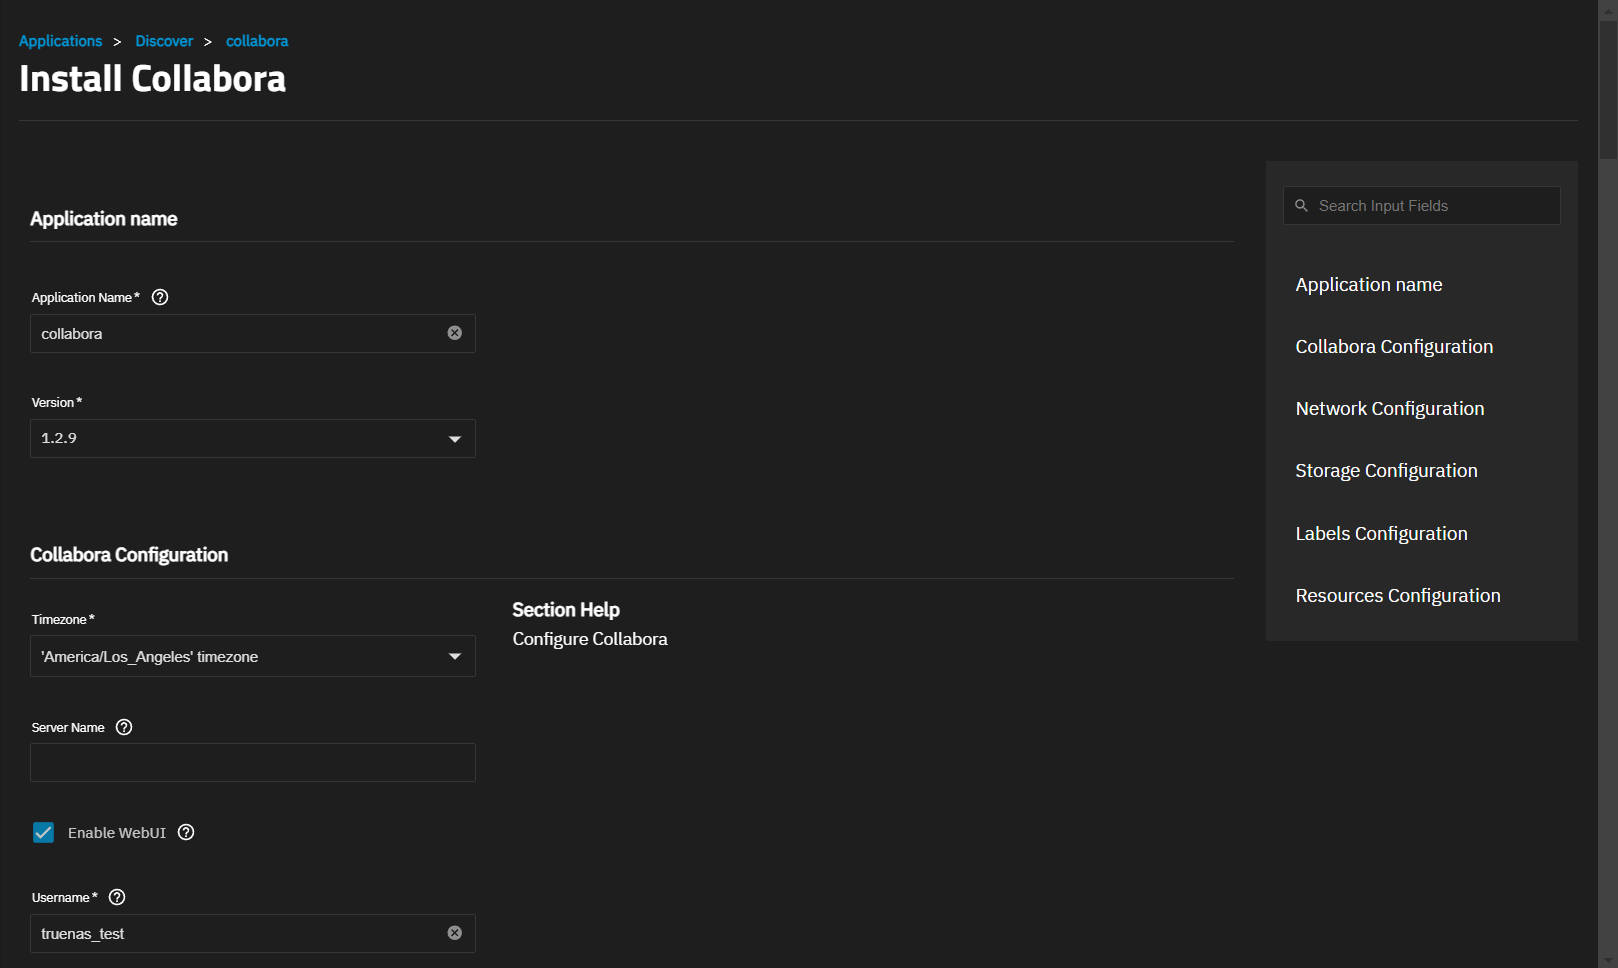 Applications > Discover > collabora
Install Collabora
Application name
Application Name*
collabora
Version*
1.2.9
Collabora Configuration
Timezone*
'America/Los_Angeles' timezone
Server Name
Enable WebUI
Username*
truenas_test
Section Help
Configure Collabora
Search Input Fields
Application name
Collabora Configuration
Network Configuration
Storage Configuration
Labels Configuration
Resources Configuration